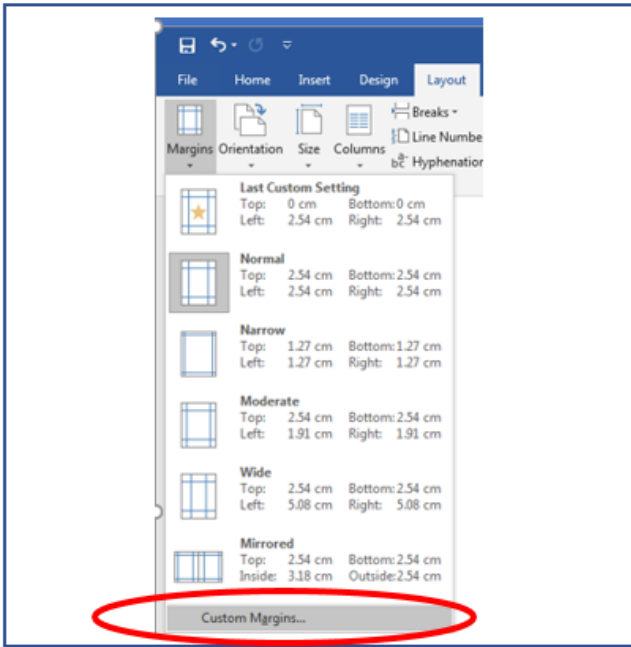 File Home Insert Design Layout
Breaks
Line Numbe
Hyphenation
Margins Orientation Size Columns
Last Custom Setting
Top: 0 cm Bottom: 0 cm
Left: 2.54 cm Right: 2.54 cm
Normal
Top: 2.54 cm Bottom: 2.54 cm
Left: 2.54 cm Right: 2.54 cm
Narrow
Top: 1.27 cm Bottom: 1.27 cm
Left: 1.27 cm Right: 1.27 cm
Moderate
Top: 2.54 cm Bottom: 2.54 cm
Left: 1.91 cm Right: 1.91 cm
Wide
Top: 2.54 cm Bottom: 2.54 cm
Left: 5.08 cm Right: 5.08 cm
Mirrored
Top: 2.54 cm Bottom: 2.54 cm
Inside: 3.18 cm Outside: 2.54 cm
Custom Margins...